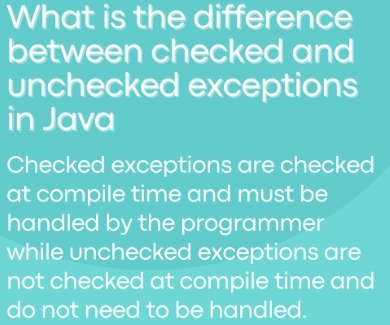 What is the difference
between checked and
unchecked exceptions
in Java
Checked exceptions are checked
at compile time and must be
handled by the programmer
while unchecked exceptions are
not checked at compile time and
do not need to be handled.